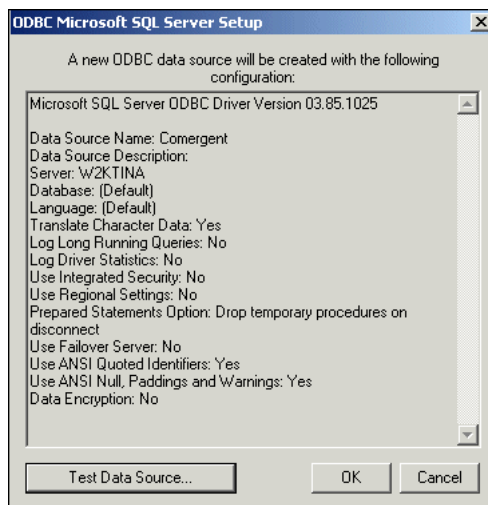 ODBC Microsoft SQL Server Setup
A new ODBC data source will be created with the following
configuration:
Microsoft SQL Server ODBC Driver Version 03.85.1025
Data Source Name: Comergent
Data Source Description:
Server: W2KTINA
Database: (Default)
Language: (Default)
Translate Character Data: Yes
Log Long Running Queries: No
Log Driver Statistics: No
Use Integrated Security: No
Use Regional Settings: No
Prepared Statements Option: Drop temporary procedures on
disconnect
Use Failover Server: No
Use ANSI Quoted Identifiers: Yes
Use ANSI Null, Paddings and Warnings: Yes
Data Encryption: No
Test Data Source...
OK
Cancel